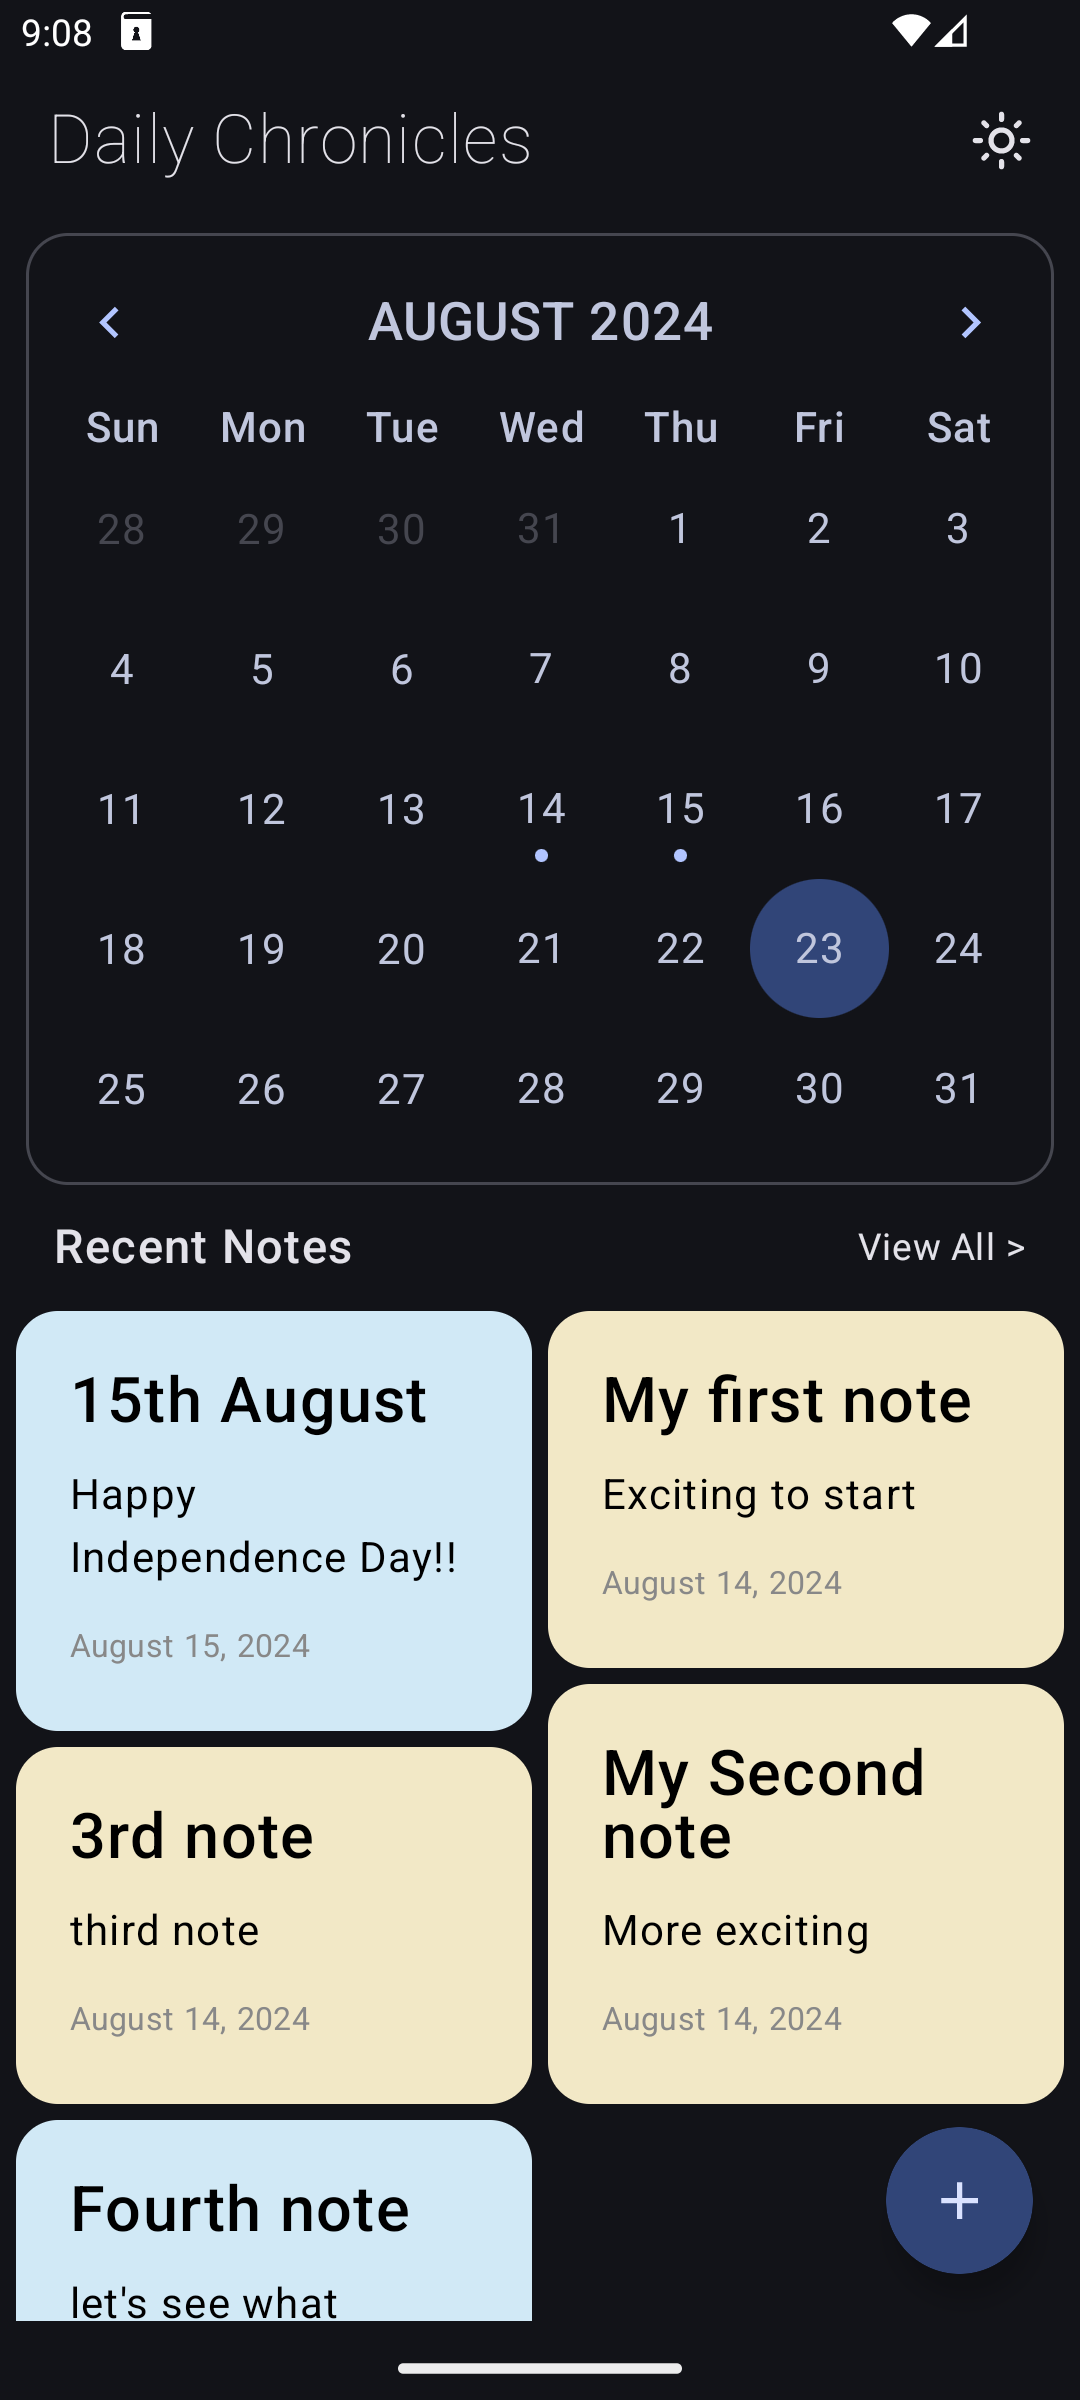 9:08
Daily Chronicles
AUGUST 2024
Sun Mon Tue Wed Thu Fri Sat
28 29 30 31 1 2 3
4 5 6 7 8 9 10
11 12 13 14 15 16 17
18 19 20 21 22 23 24
25 26 27 28 29 30 31
Recent Notes
View All >
15th August
Happy
Independence Day!!
August 15, 2024
My first note
Exciting to start
August 14, 2024
3rd note
third note
August 14, 2024
My Second
note
More exciting
August 14, 2024
Fourth note
let's see what